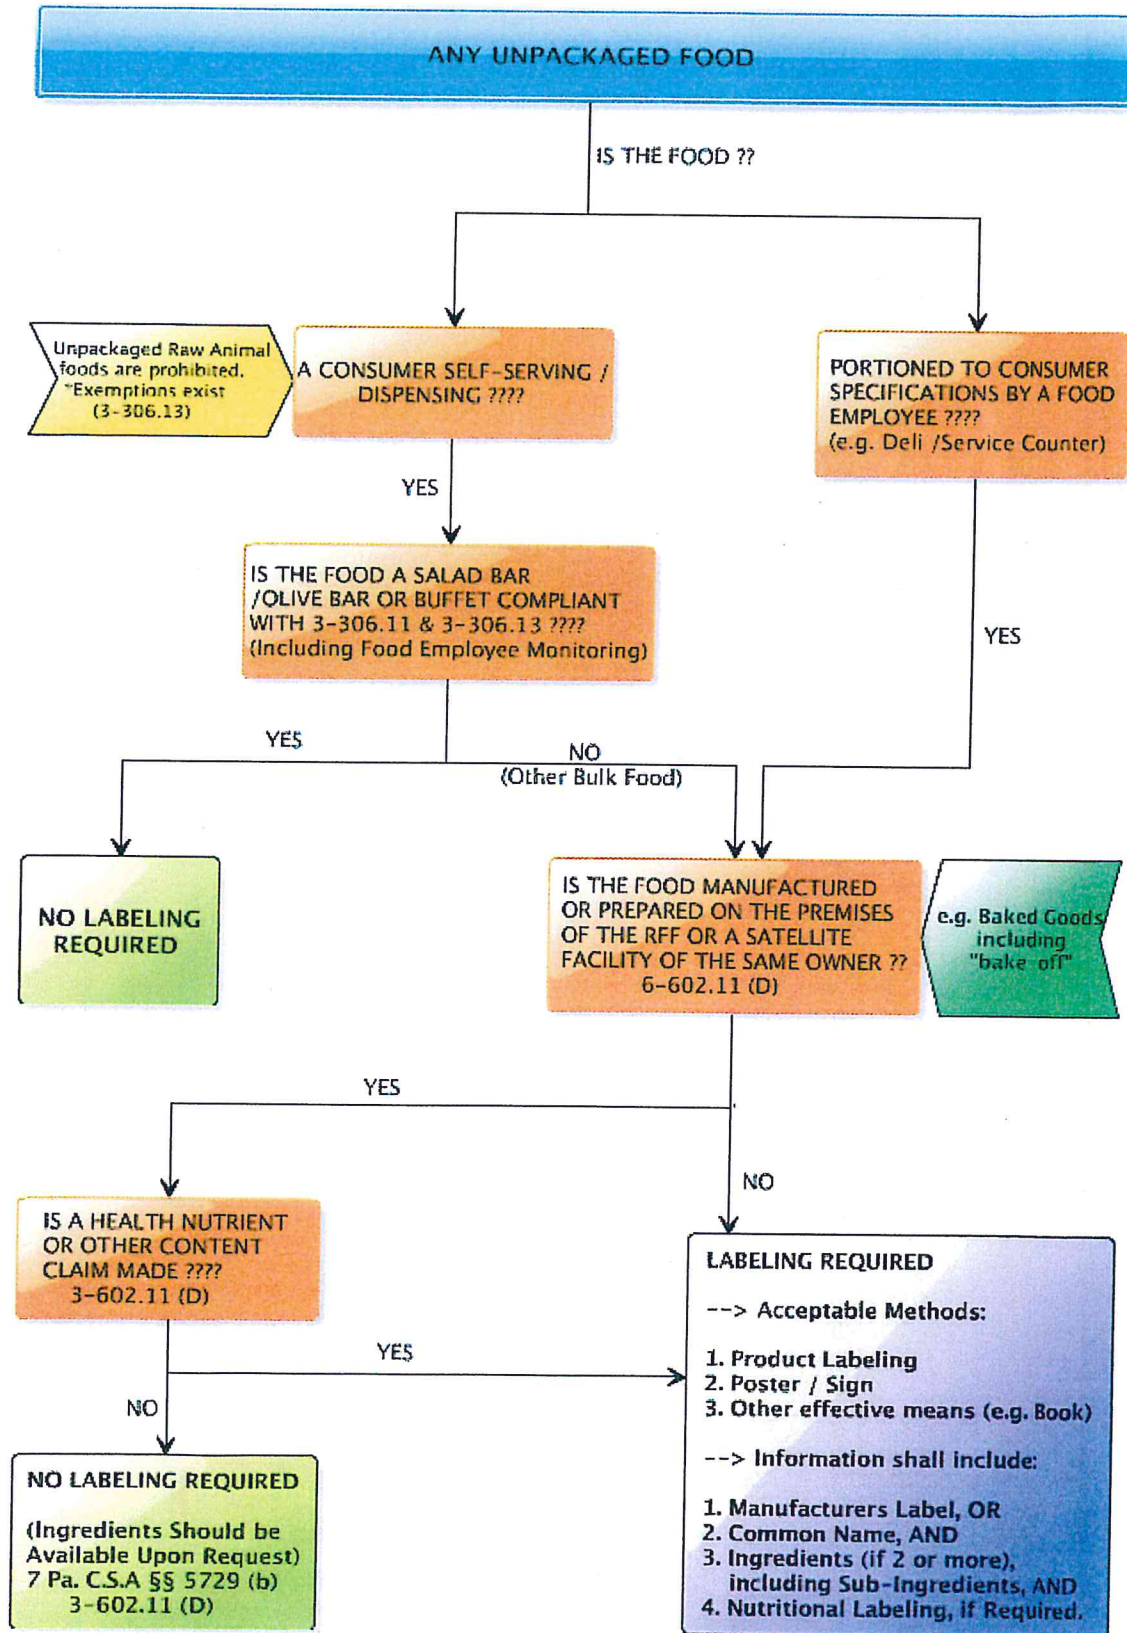 ANY UNPACKAGED FOOD
IS THE FOOD ??
Unpackaged Raw Animal
foods are prohibited.
*Exemptions exist
(3-306.13)
A CONSUMER SELF-SERVING /
DISPENSING ????
PORTIONED TO CONSUMER
SPECIFICATIONS BY A FOOD
EMPLOYEE ????
(e.g. Deli /Service Counter)
YES
IS THE FOOD A SALAD BAR
/OLIVE BAR OR BUFFET COMPLIANT
WITH 3-306.11 & 3-306.13 ????
(Including Food Employee Monitoring)
YES
YES
NO
(Other Bulk Food)
NO LABELING
REQUIRED
IS THE FOOD MANUFACTURED
OR PREPARED ON THE PREMISES
OF THE RFF OR A SATELLITE
FACILITY OF THE SAME OWNER ??
6-602.11 (D)
e.g. Baked Goods
including
"bake off"
YES
NO
IS A HEALTH NUTRIENT
OR OTHER CONTENT
CLAIM MADE ????
3-602.11 (D)
YES
NO
LABELING REQUIRED
--> Acceptable Methods:
1. Product Labeling
2. Poster / Sign
3. Other effective means (e.g. Book)
--> Information shall include:
1. Manufacturers Label, OR
2. Common Name, AND
3. Ingredients (if 2 or more),
including Sub-Ingredients, AND
4. Nutritional Labeling, if Required.
NO LABELING REQUIRED
(Ingredients Should be
Available Upon Request)
7 Pa. C.S.A §§ 5729 (b)
3-602.11 (D)